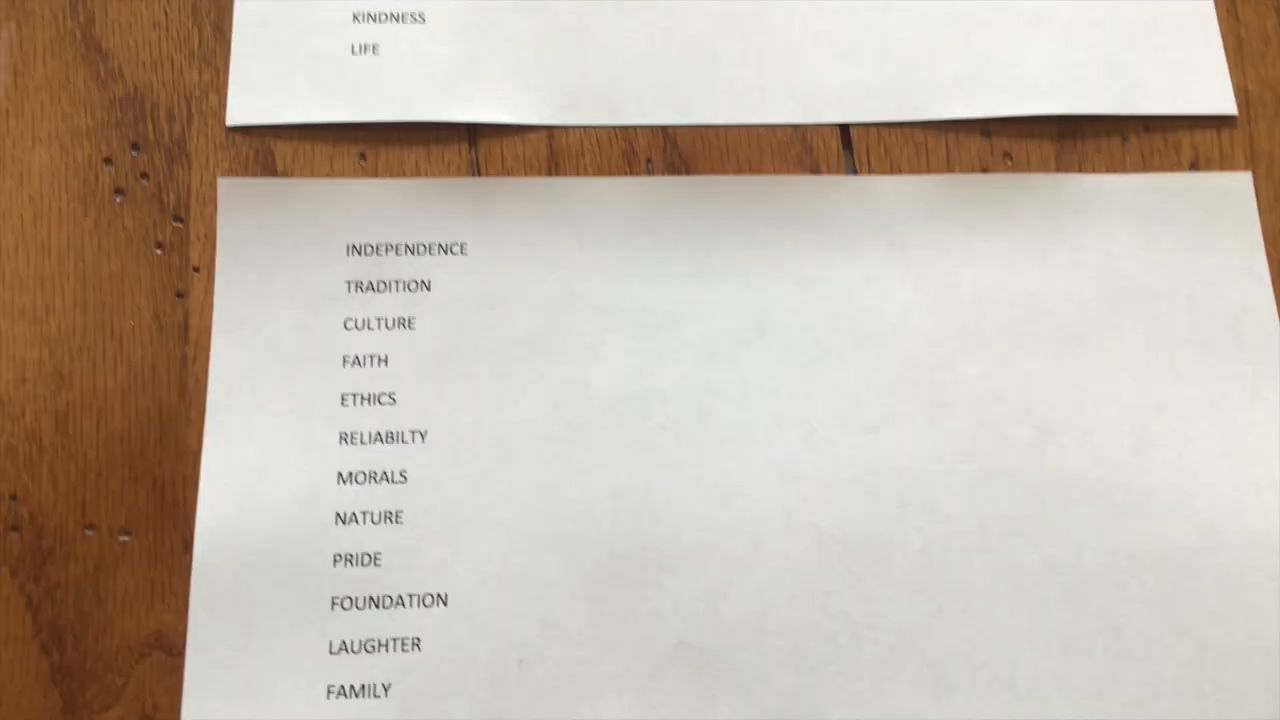 KINDNESS
LIFE
INDEPENDENCE
TRADITION
CULTURE
FAITH
ETHICS
RELIABILTY
MORALS
NATURE
PRIDE
FOUNDATION
LAUGHTER
FAMILY